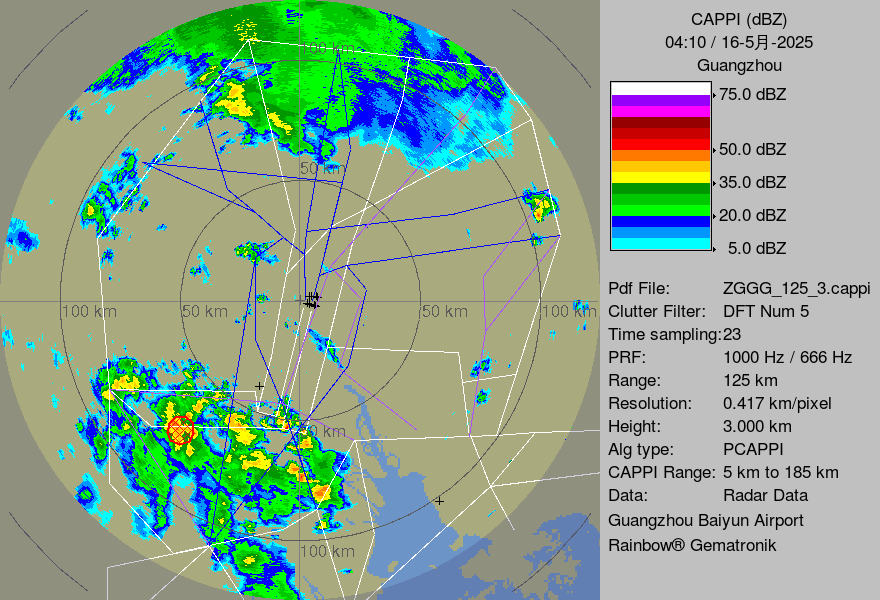 CAPPI (dBZ)
04:10 / 16-5月-2025
Guangzhou
75.0 dBZ
50.0 dBZ
35.0 dBZ
20.0 dBZ
5.0 dBZ
Pdf File: ZGGG_125_3.cappi
Clutter Filter: DFT Num 5
Time sampling:23
PRF: 1000 Hz / 666 Hz
Range: 125 km
Resolution: 0.417 km/pixel
Height: 3.000 km
Alg type: PCAPPI
CAPPI Range: 5 km to 185 km
Data: Radar Data
Guangzhou Baiyun Airport
Rainbow® Gematronik
100 km
50 km
100 km
50 km
50 km
100 km
50 km
100 km